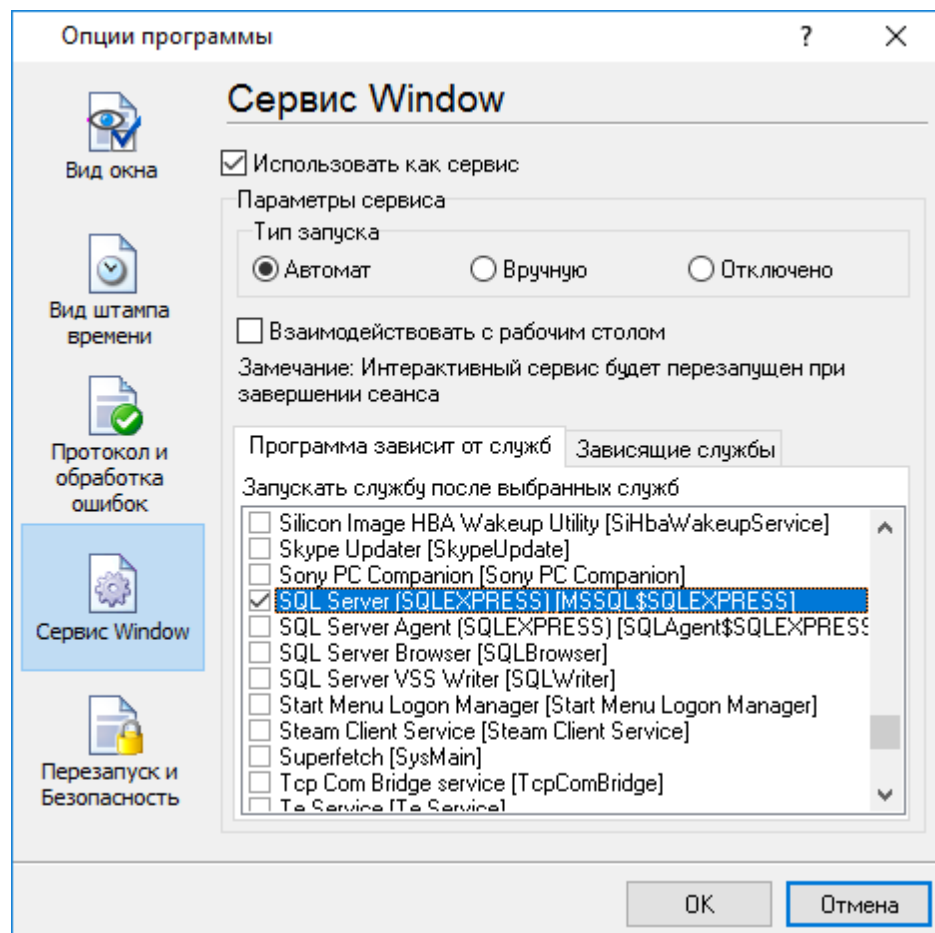 Опции программы
?
Вид окна
Вид штампа
времени
Протокол и
обработка
ошибок
Сервис Window
Перезапуск и
Безопасность
Сервис Window
Использовать как сервис
Параметры сервиса
Тип запуска
Автомат Вручную Отключено
Взаимодействовать с рабочим столом
Замечание: Интерактивный сервис будет перезапущен при
завершении сеанса
Программа зависит от служб Зависящие службы
Запускать службу после выбранных служб
Silicon Image HBA Wakeup Utility [SiHbaWakeupService]
Skype Updater [SkypeUpdate]
Sony PC Companion [Sony PC Companion]
SQL Server (SQLEXPRESS) [MSSQL$SQLEXPRESS]
SQL Server Agent (SQLEXPRESS) [SQLAgent$SQLEXPRESS
SQL Server Browser [SQLBrowser]
SQL Server VSS Writer [SQLWriter]
Start Menu Logon Manager [Start Menu Logon Manager]
Steam Client Service [Steam Client Service]
Superfetch [SysMain]
Tcp Com Bridge service [TcpComBridge]
Te.Service [Te.Service]
OK Отмена